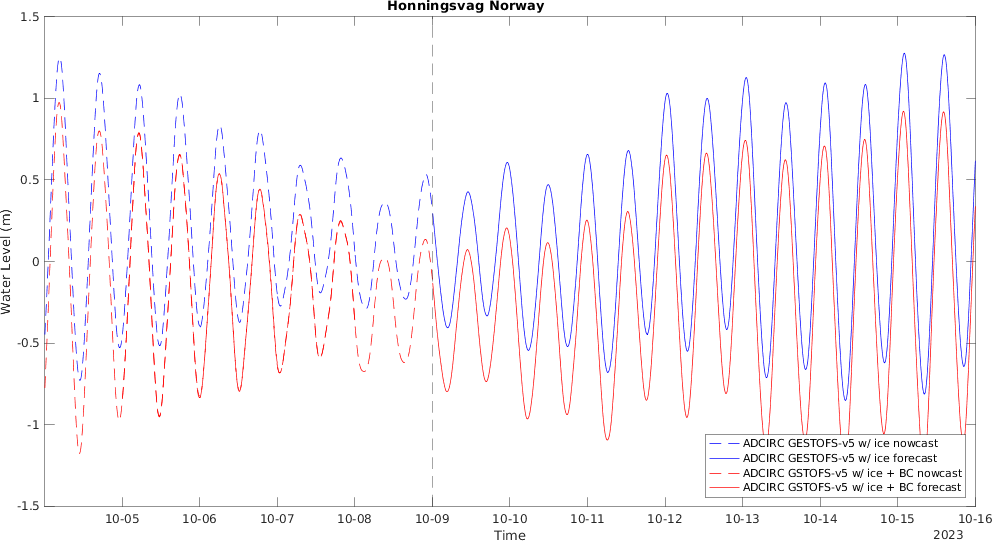 Honningsvag Norway
1.5
1
0.5
0
-0.5
-1
-1.5
Water Level (m)
ADCIRC GESTOFS-v5 w/ ice nowcast
ADCIRC GESTOFS-v5 w/ ice forecast
ADCIRC GSTOFS-v5 w/ ice + BC nowcast
ADCIRC GSTOFS-v5 w/ ice + BC forecast
10-05 10-06 10-07 10-08 10-09 10-10 10-11 10-12 10-13 10-14 10-15 10-16
Time
2023